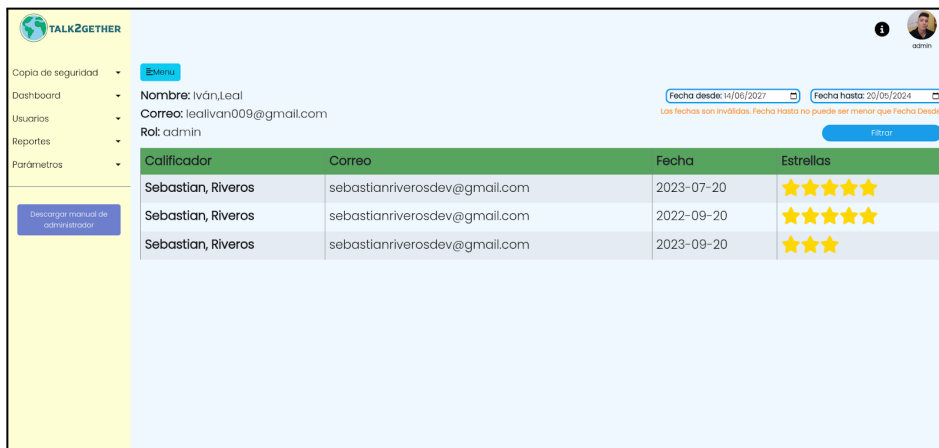 TALK2GETHER
admin
Copia de seguridad
Dashboard
Usuarios
Reportes
Parámetros
Descargar manual de
administrador
Menu
Nombre: Iván,Leal
Correo: lealivan009@gmail.com
Rol: admin
Fecha desde: 14/06/2027
Fecha hasta: 20/05/2024
Las fechas son inválidas. Fecha Hasta no puede ser menor que Fecha Desde
Filtrar
Calificador Correo Fecha Estrellas
Sebastian, Riveros sebastianriverosdev@gmail.com 2023-07-20
Sebastian, Riveros sebastianriverosdev@gmail.com 2022-09-20
Sebastian, Riveros sebastianriverosdev@gmail.com 2023-09-20